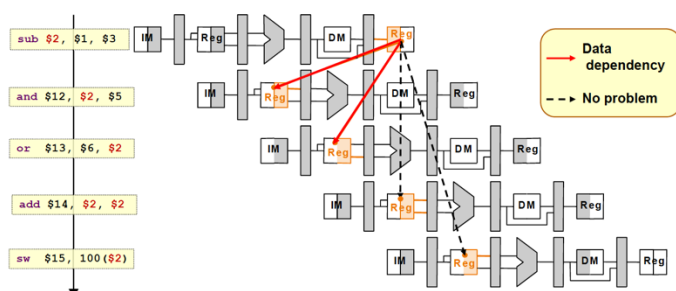 sub $2, $1, $3
IM Reg DM Reg
and $12, $2, $5
IM Reg DM Reg
or $13, $6, $2
IM Reg DM Reg
add $14, $2, $2
IM Reg DM Reg
sw $15, 100($2)
IM Reg DM Reg
Data
dependency
No problem